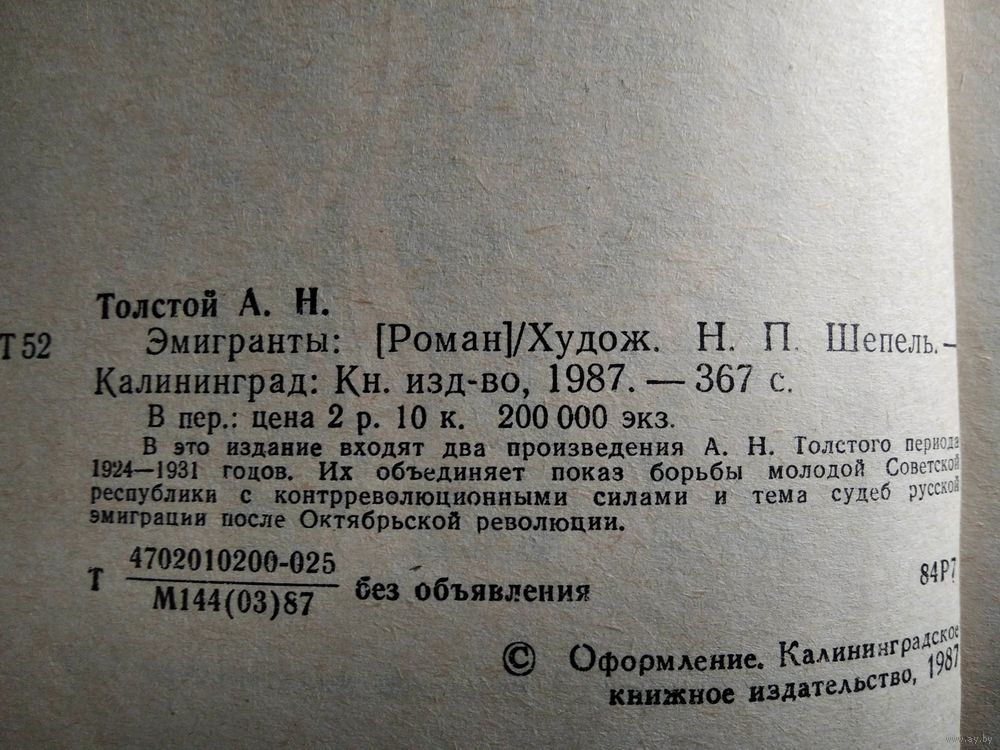 Толстой А. Н.
Т 52 Эмигранты: [Роман]/Худож. Н. П. Шепель.—
Калининград: Кн. изд-во, 1987. — 367 с.
В пер.: цена 2 р. 10 к. 200 000 экз.
В это издание входят два произведения А. Н. Толстого периода
1924—1931 годов. Их объединяет показ борьбы молодой Советской
республики с контрреволюционными силами и тема судеб русской
эмиграции после Октябрьской революции.
Т 4702010200-025
М144(03)87
без объявления
84Р7
© Оформление. Калининградское
книжное издательство, 1987
www.ay.by